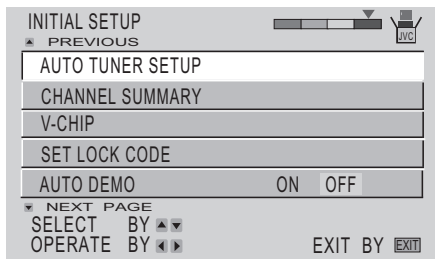 INITIAL SETUP
PREVIOUS
JVC
AUTO TUNER SETUP
CHANNEL SUMMARY
V-CHIP
SET LOCK CODE
AUTO DEMO ON OFF
NEXT PAGE
SELECT BY
OPERATE BY
EXIT BY EXIT